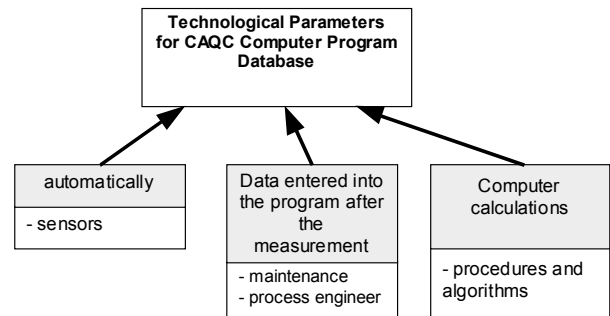 Technological Parameters
for CAQC Computer Program
Database
automatically
- sensors
Data entered into
the program after
the
measurement
- maintenance
- process engineer
Computer
calculations
- procedures and
algorithms